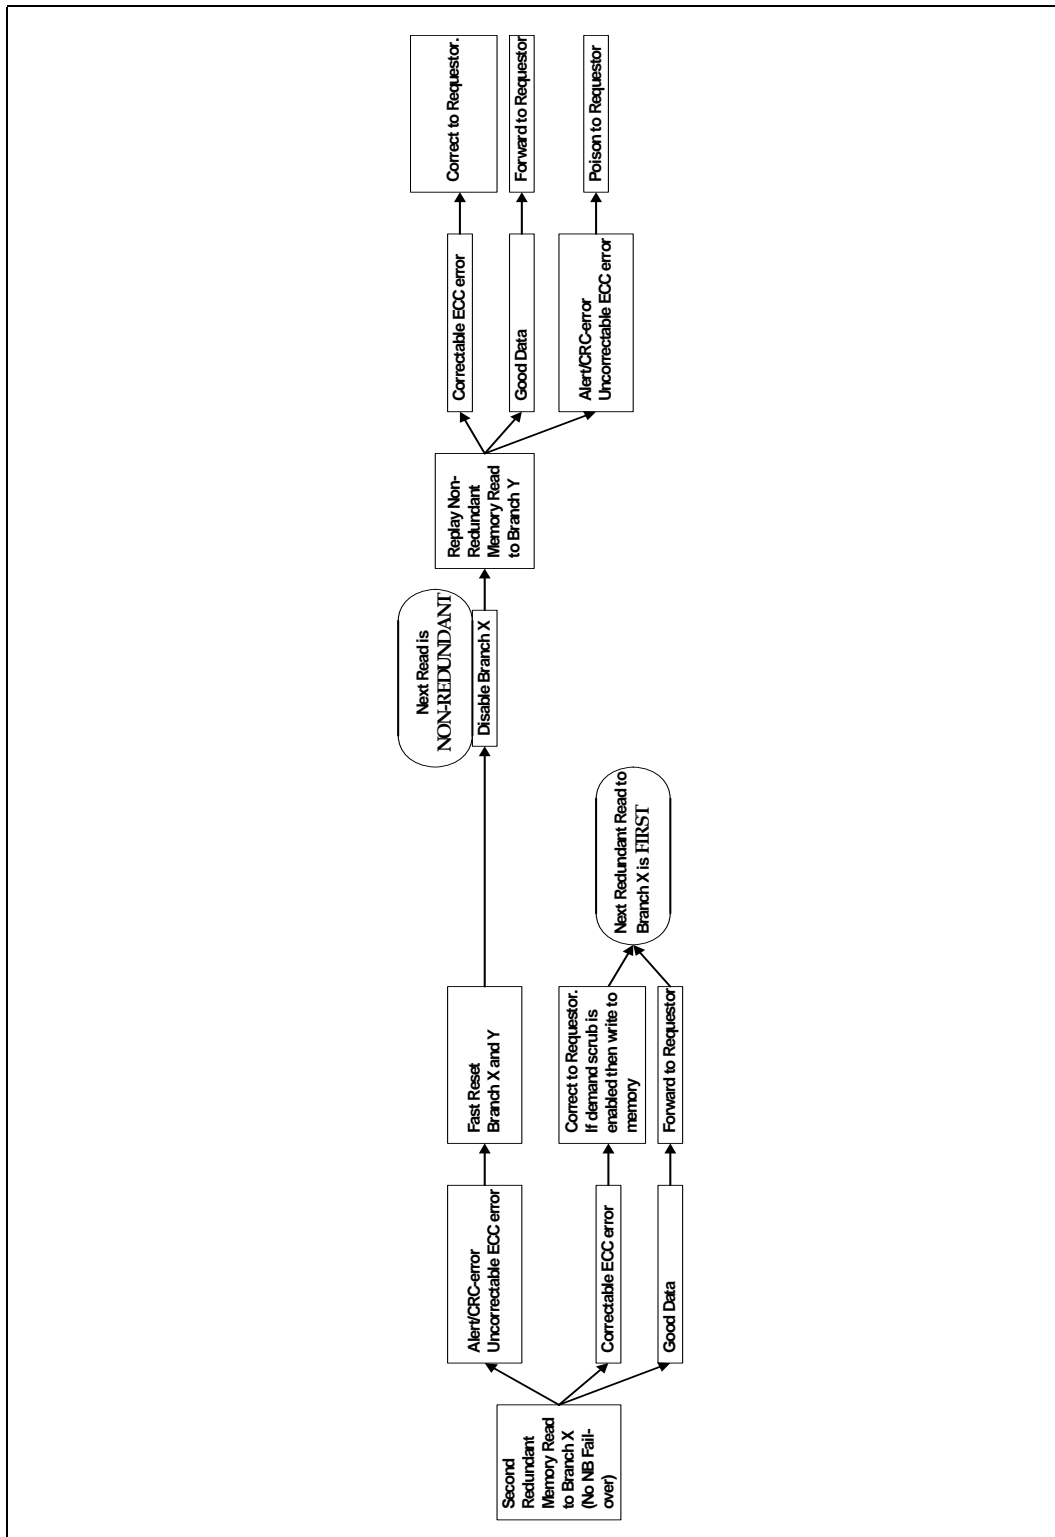 Second
Redundant
Memory Read
to Branch X
(No NB Fail-
over)
Alert/CRC-error
Uncorrectable ECC error
Correctable ECC error
Good Data
Fast Reset
Branch X and Y
Correct to Requestor.
If demand scrub is
enabled then write to
memory
Forward to Requestor
Next Redundant Read to
Branch X is FIRST
Next Read is
NON-REDUNDANT
Disable Branch X
Replay Non-
Redundant
Memory Read
to Branch Y
Correctable ECC error
Good Data
Alert/CRC-error
Uncorrectable ECC error
Correct to Requestor.
Forward to Requestor
Poison to Requestor